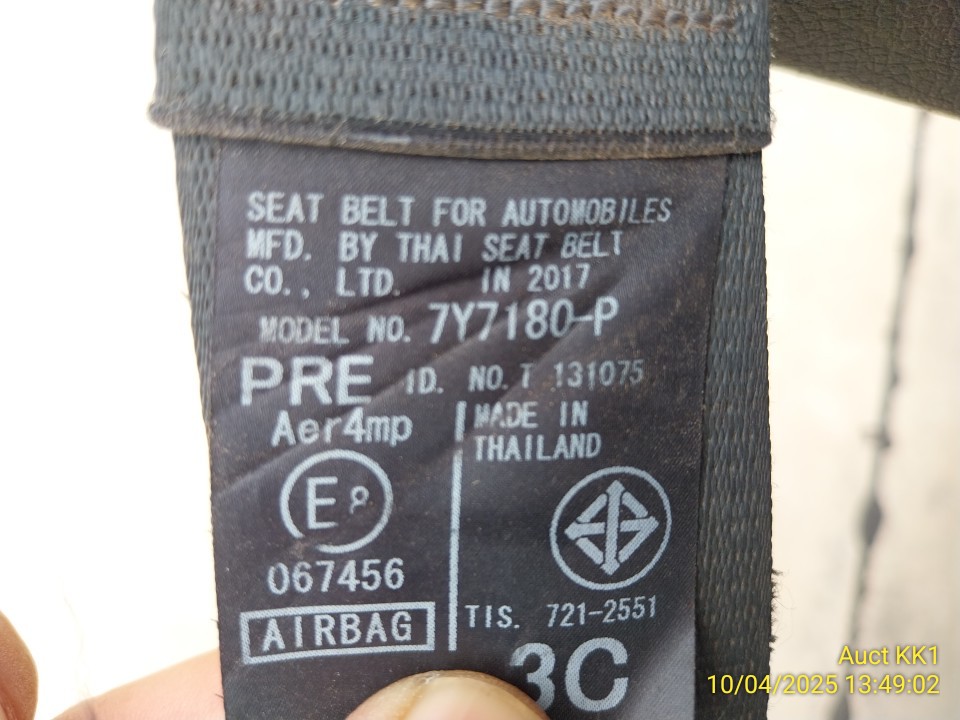 SEAT BELT FOR AUTOMOBILES
MFD. BY THAI SEAT BELT
CO., LTD. IN 2017
MODEL NO. 7Y7180-P
PRE ID. NO. T 131075
Aer4mp
MADE IN
THAILAND
E8
067456
AIRBAG
TIS. 721-2551
3C
Auct KK1
10/04/2025 13:49:02